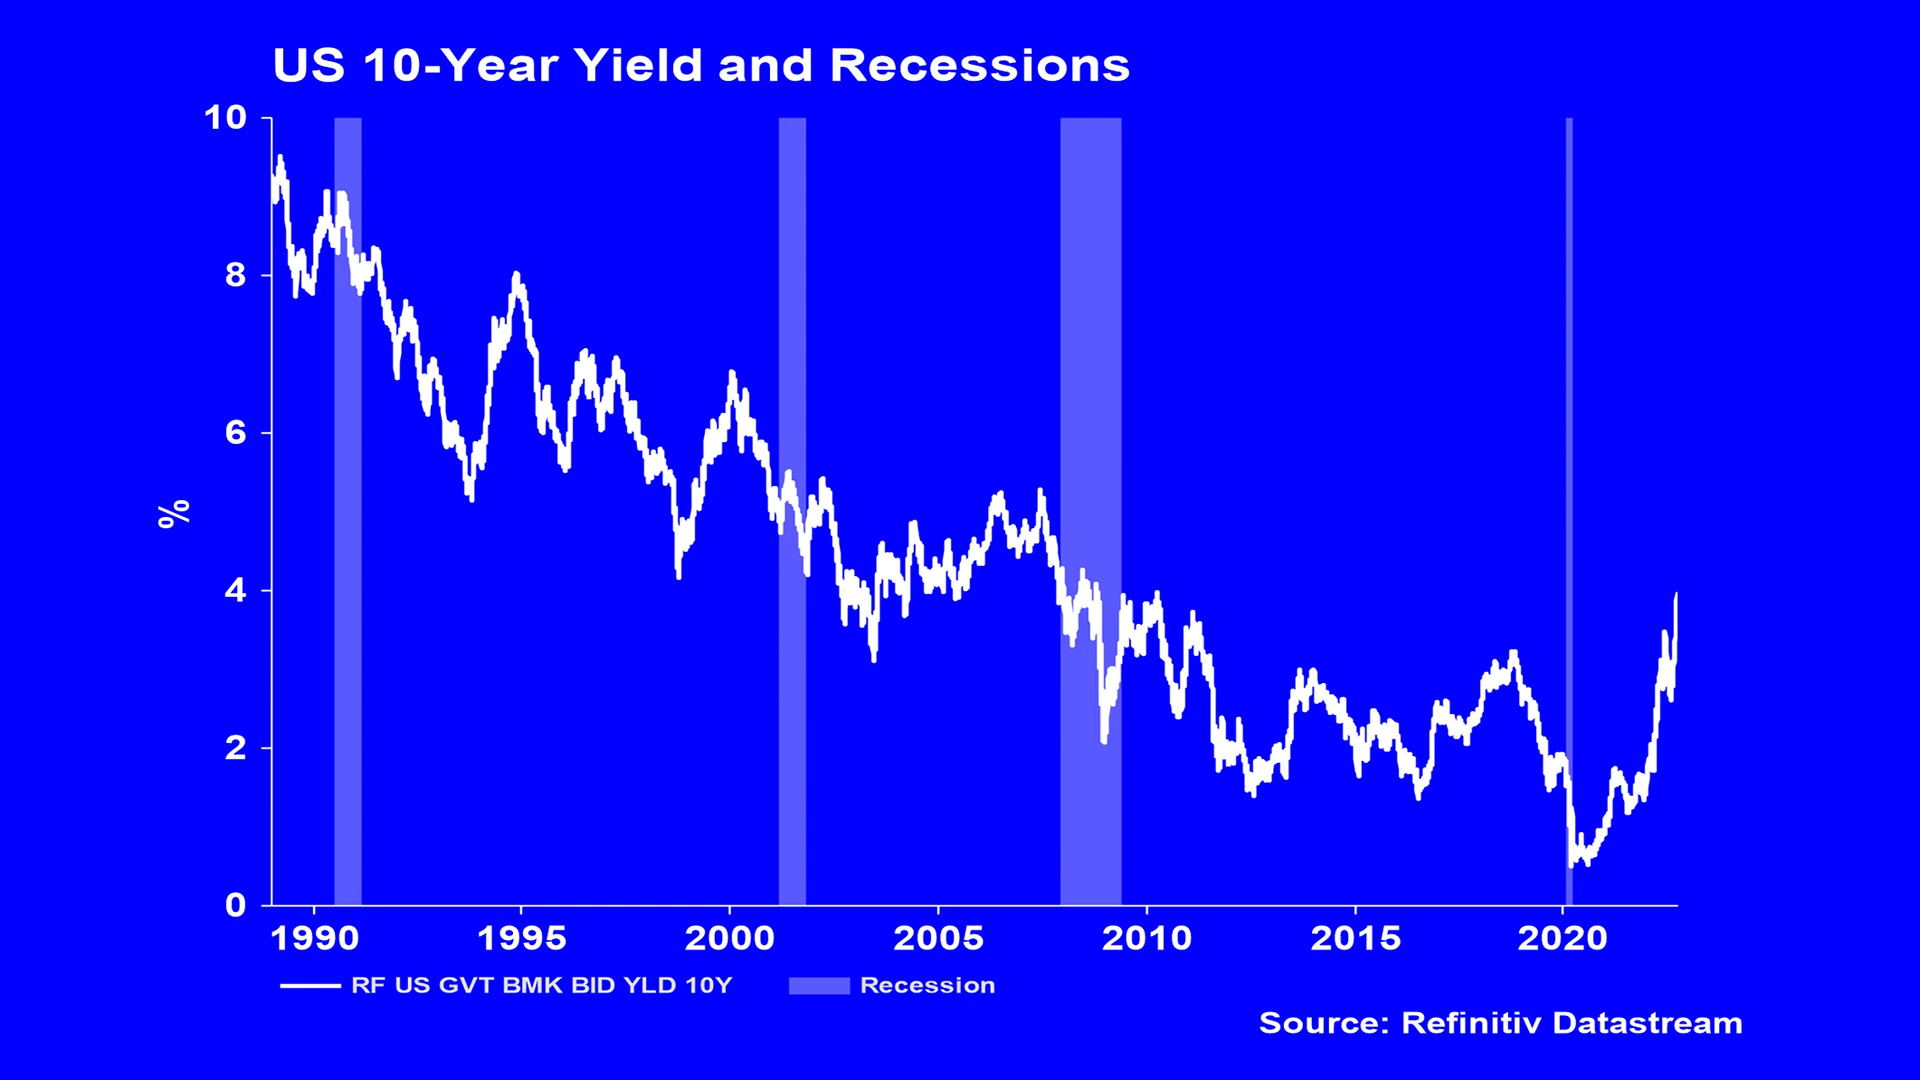 US 10-Year Yield and Recessions
10
8
6
4
2
0
%
1990 1995 2000 2005 2010 2015 2020
RF US GVT BMK BID YLD 10Y Recession
Source: Refinitiv Datastream